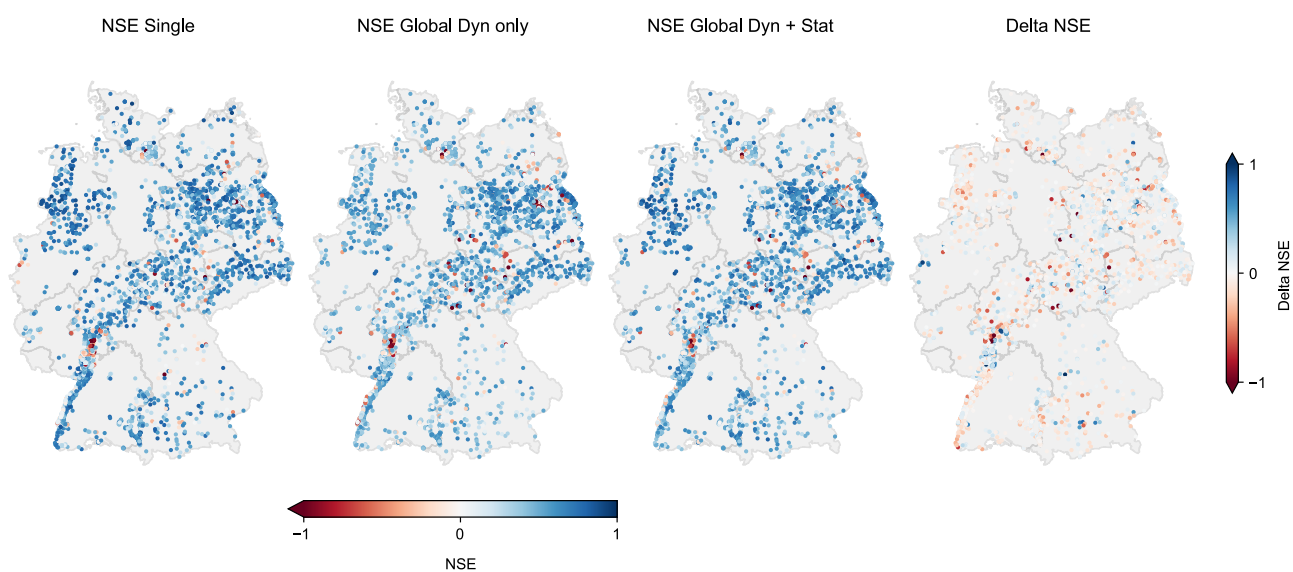 NSE Single
NSE Global Dyn only
NSE Global Dyn + Stat
Delta NSE
1
0
−1
Delta NSE
−1
0
1
NSE